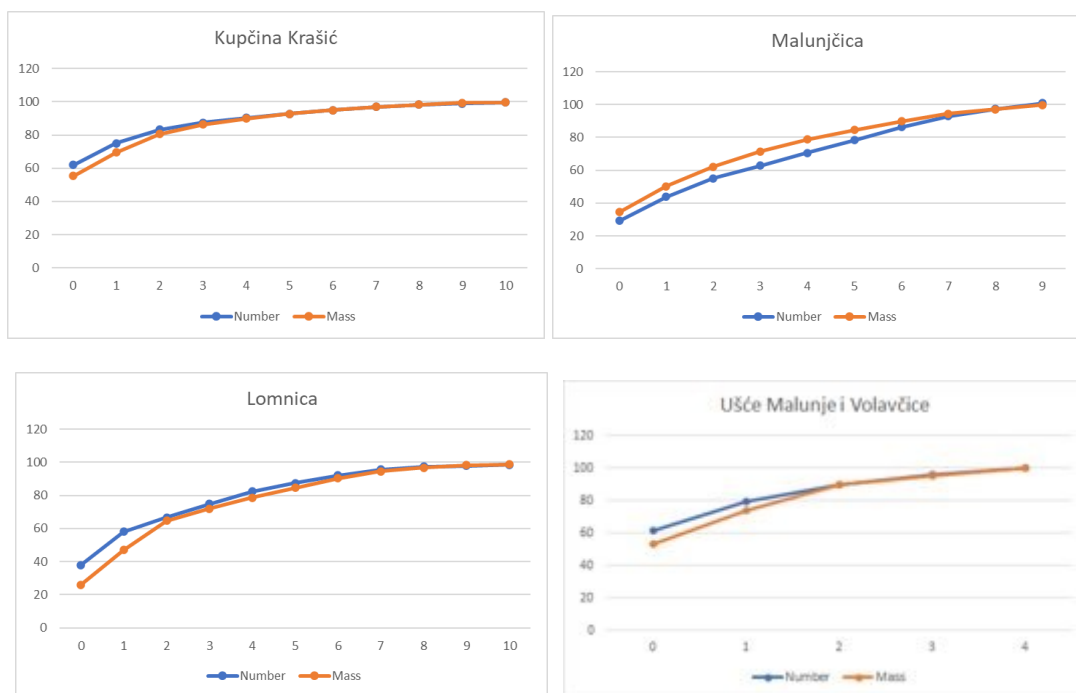 Kupčina Krašić
120
100
80
60
40
20
0
0 1 2 3 4 5 6 7 8 9 10
Number Mass
Malunjčica
120
100
80
60
40
20
0
0 1 2 3 4 5 6 7 8 9
Number Mass
Lomnica
120
100
80
60
40
20
0
0 1 2 3 4 5 6 7 8 9 10
Number Mass
Ušće Malunje i Volavčice
120
100
80
60
40
20
0
0 1 2 3 4
Number Mass